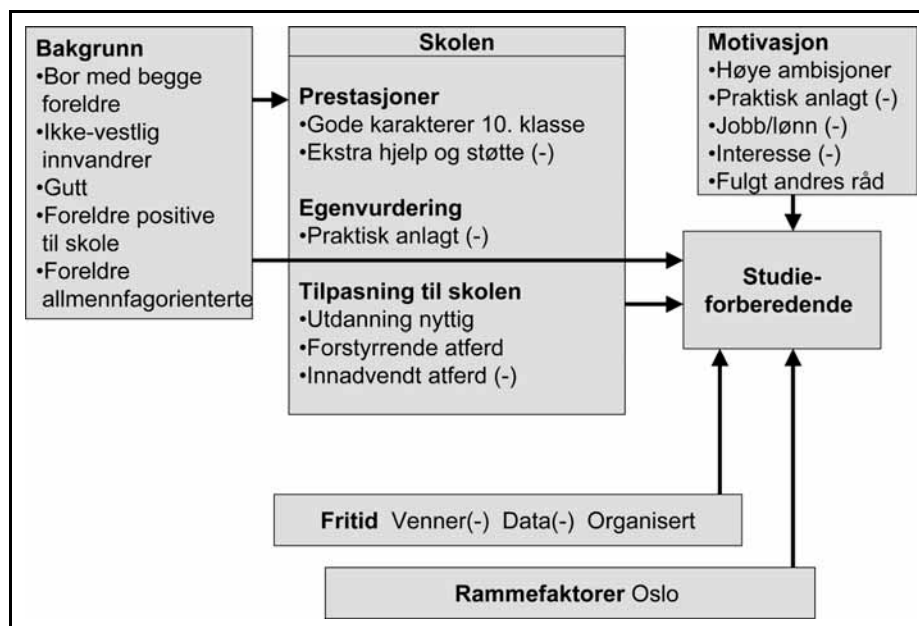 Bakgrunn
•Bor med begge
foreldre
•Ikke-vestlig
innvandrer
•Gutt
•Foreldre positive
til skole
•Foreldre
allmennfagorienterte
Skolen
Prestasjoner
•Gode karakterer 10. klasse
•Ekstra hjelp og støtte (-)
Egenvurdering
•Praktisk anlagt (-)
Tilpasning til skolen
•Utdanning nyttig
•Forstyrrende atferd
•Innadvendt atferd (-)
Motivasjon
•Høye ambisjoner
•Praktisk anlagt (-)
•Jobb/lønn (-)
•Interesse (-)
•Fulgt andres råd
Studie-
forberedende
Fritid Venner(-) Data(-) Organisert
Rammefaktorer Oslo